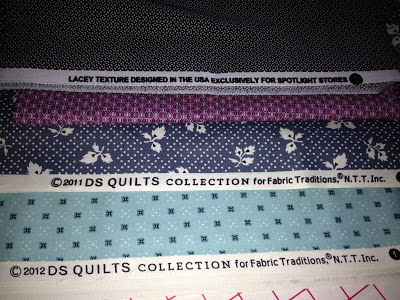 LACEY TEXTURE DESIGNED IN THE USA EXCLUSIVELY FOR SPOTLIGHT STORES
© 2011 DS QUILTS COLLECTION for Fabric Traditions,® N.T.T. Inc.
© 2012 DS QUILTS COLLECTION for Fabric Traditions,® N.T.T. Inc.